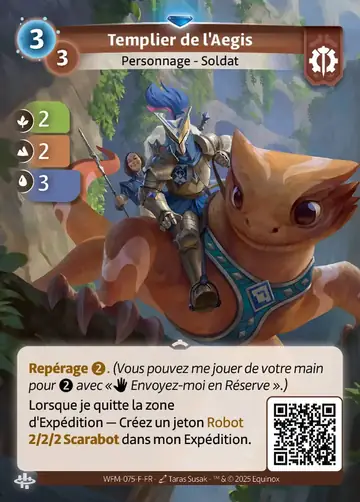 3
3
Templier de l'Aegis
Personnage - Soldat
2
2
3
Repérage 2. (Vous pouvez me jouer de votre main
pour 2 avec « Envoyez-moi en Réserve ».)
Lorsque je quitte la zone
d'Expédition — Créez un jeton Robot
2/2/2 Scarabot dans mon Expédition.
WFM-075-F-FR - Taras Susak - ™ & © 2025 Equinox